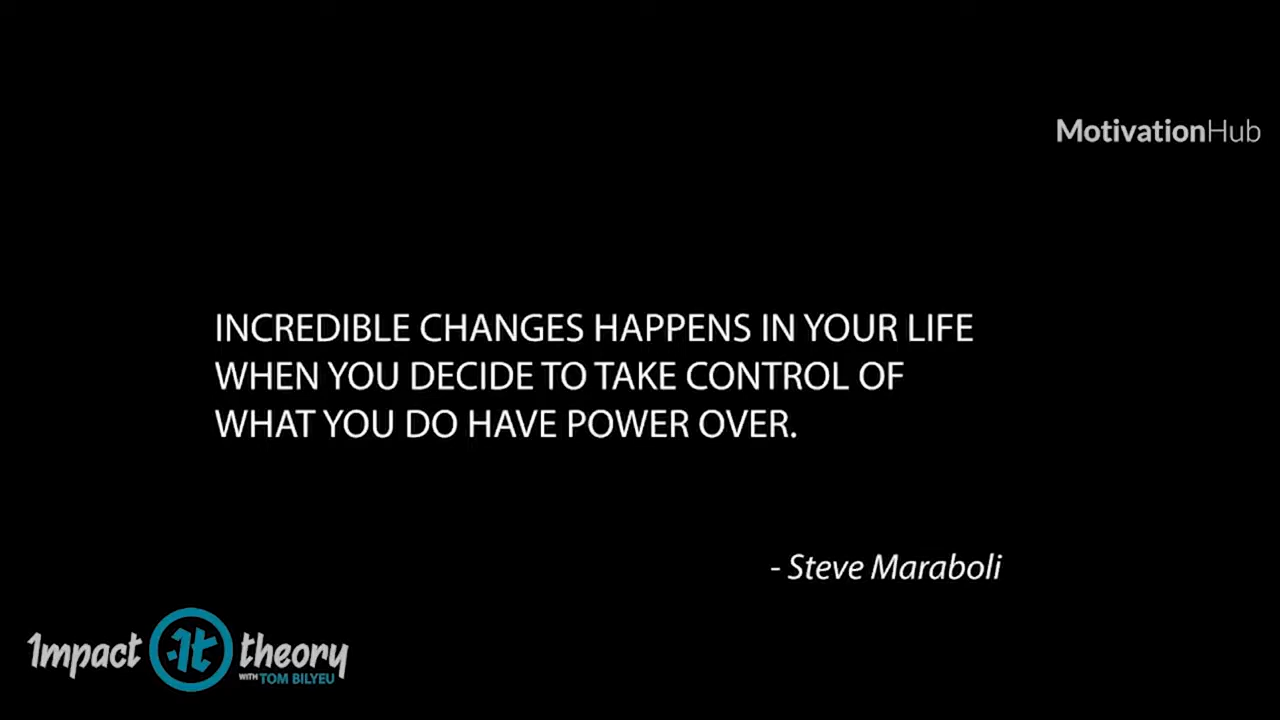 MotivationHub
INCREDIBLE CHANGES HAPPENS IN YOUR LIFE
WHEN YOU DECIDE TO TAKE CONTROL OF
WHAT YOU DO HAVE POWER OVER.
- Steve Maraboli
Impact It theory
WITH TOM BILYEU